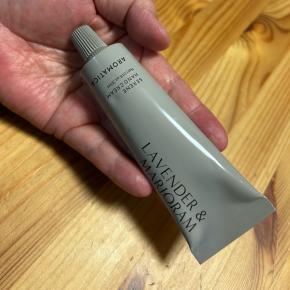 AROMATICA
SERENE
HAND CREAM
LAVENDER &
MARJORAM